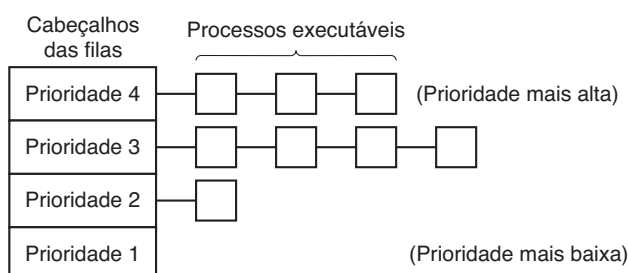 Cabeçalhos
das filas
Processos executáveis
Prioridade 4
(Prioridade mais alta)
Prioridade 3
Prioridade 2
Prioridade 1
(Prioridade mais baixa)